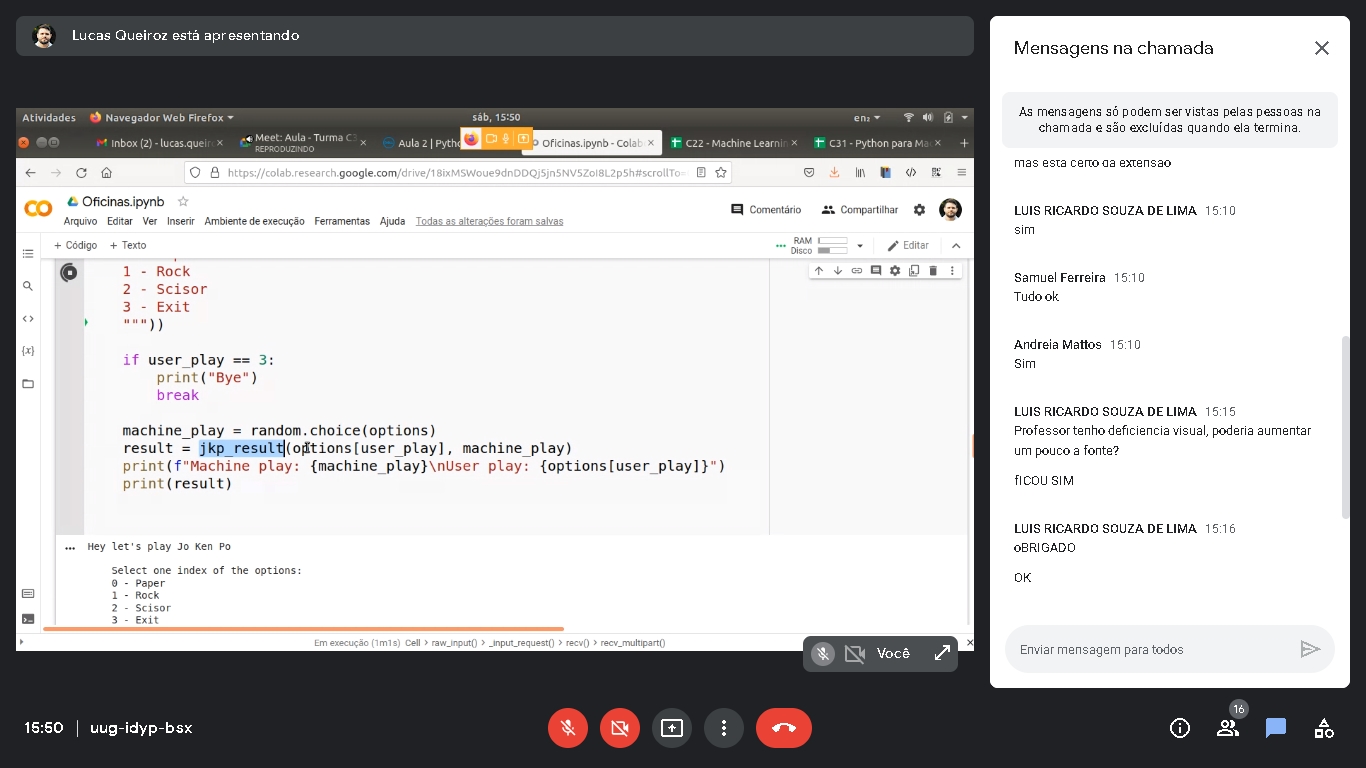 Lucas Queiroz está apresentando
Atividades
Navegador Web Firefox
sáb, 15:50
en₂
Inbox (2) - lucas.queir
Meet: Aula - Turma C3
REPRODUZINDO
Aula 2 | Pytho
Oficinas.ipynb - Colab
C22 - Machine Learnin
C31 - Python para Ma
https://colab.research.google.com/drive/18ixMSWoue9dnDDQj5jn5NV5ZoI8L2p5h#scrollTo=
Oficinas.ipynb
Arquivo Editar Ver Inserir Ambiente de execução Ferramentas Ajuda Todas as alterações foram salvas
Comentário
Compartilhar
+ Código + Texto
RAM
Disco
Editar
1 - Rock
2 - Scisor
3 - Exit
"""))
if user_play == 3:
print("Bye")
break
machine_play = random.choice(options)
result = jkp_result(options[user_play], machine_play)
print(f"Machine play: {machine_play}\nUser play: {options[user_play]}")
print(result)
Hey let's play Jo Ken Po
Select one index of the options:
0 - Paper
1 - Rock
2 - Scisor
3 - Exit
Em execução (1m1s) Cell > raw_input() > _input_request() > recv() > recv_multipart()
Você
15:50 | uug-idyp-bsx
Mensagens na chamada
As mensagens só podem ser vistas pelas pessoas na
chamada e são excluídas quando ela termina.
mas esta certo da extensao
LUIS RICARDO SOUZA DE LIMA 15:10
sim
Samuel Ferreira 15:10
Tudo ok
Andreia Mattos 15:10
Sim
LUIS RICARDO SOUZA DE LIMA 15:15
Professor tenho deficiencia visual, poderia aumentar
um pouco a fonte?
fICOU SIM
LUIS RICARDO SOUZA DE LIMA 15:16
oBRIGADO
OK
Enviar mensagem para todos
16